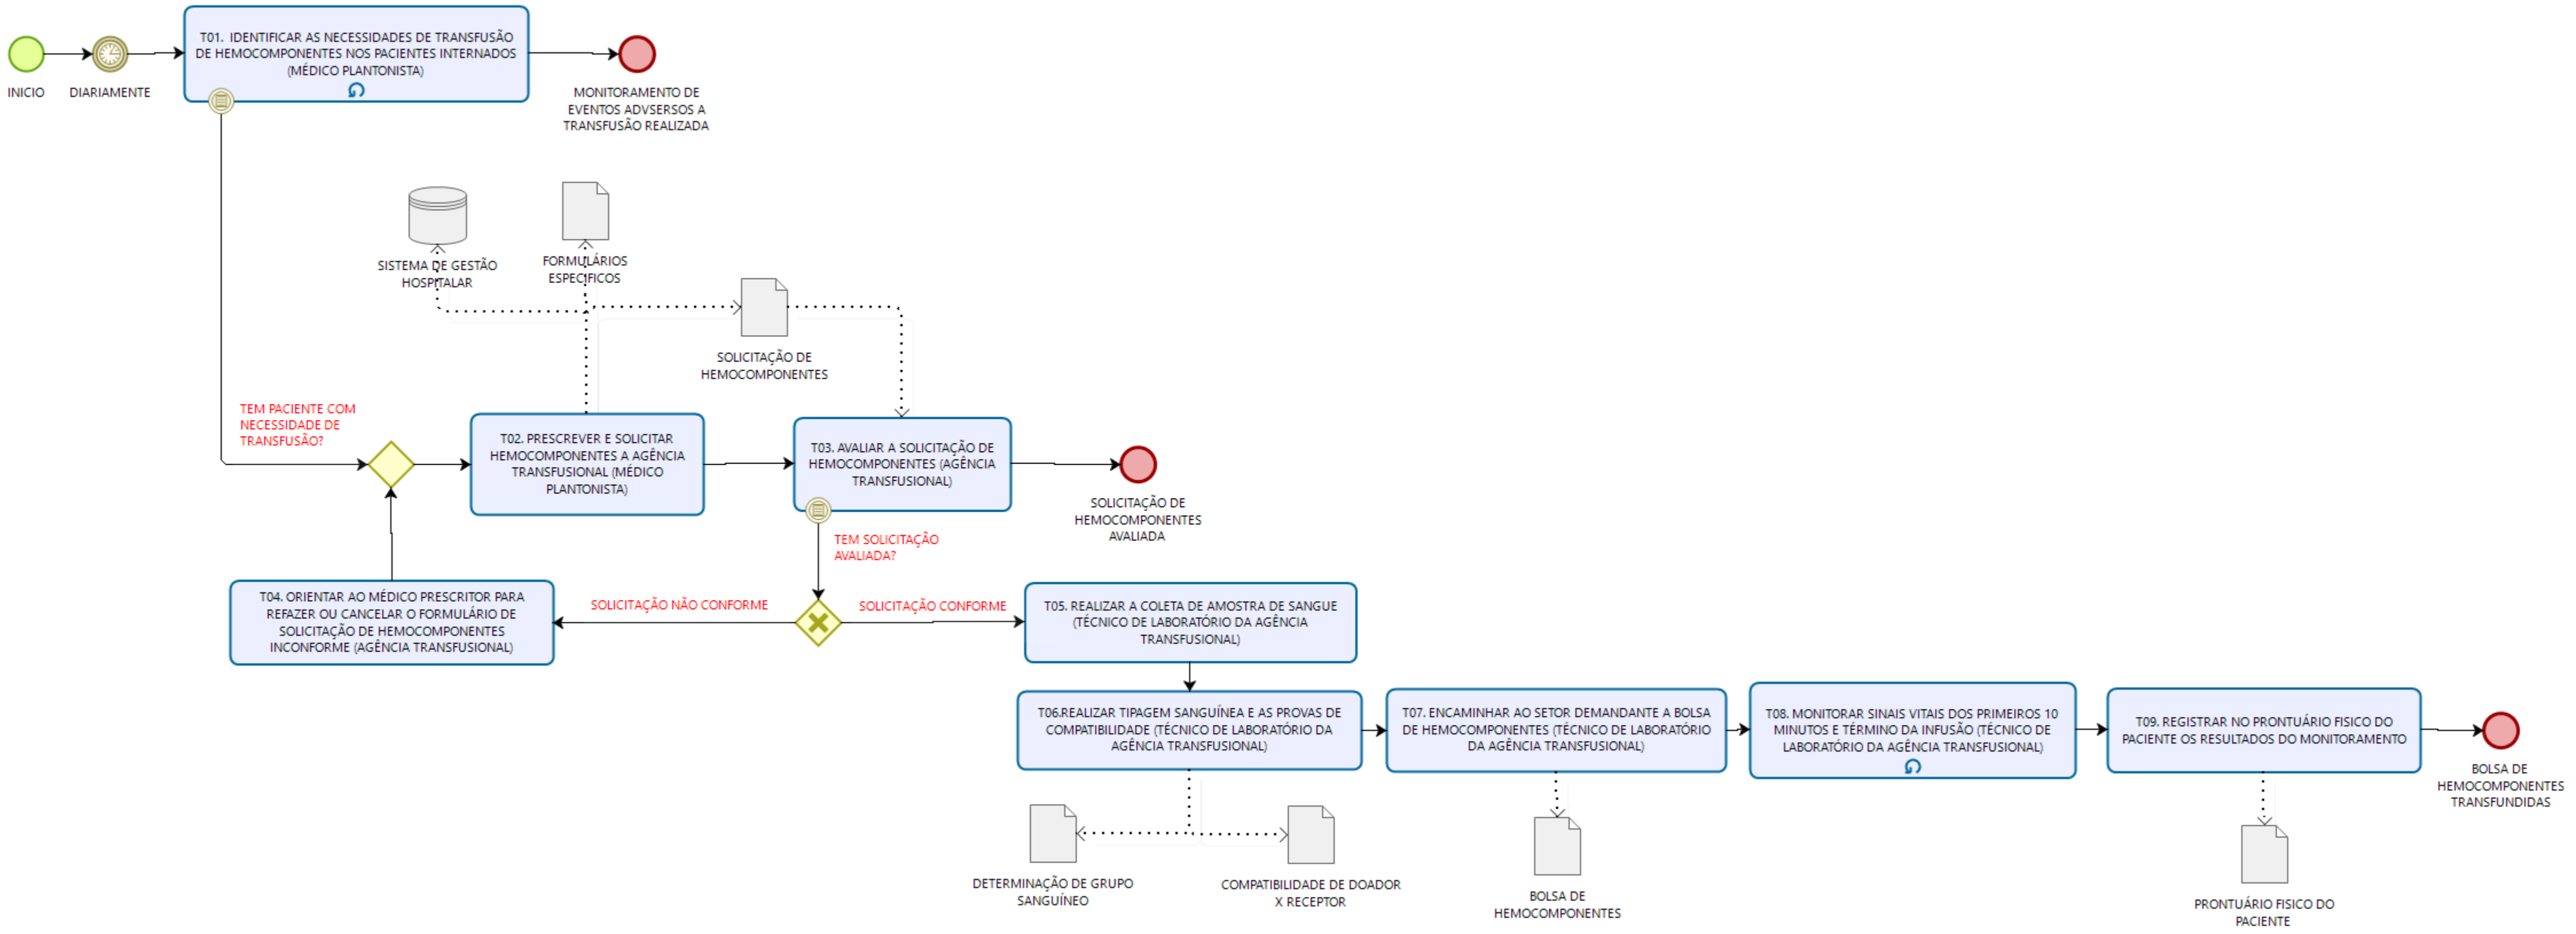 T01. IDENTIFICAR AS NECESSIDADES DE TRANSFUSÃO
DE HEMOCOMPONENTES NOS PACIENTES INTERNADOS
(MÉDICO PLANTONISTA)
INICIO
DIARIAMENTE
MONITORAMENTO DE
EVENTOS ADVSERSOS A
TRANSFUSÃO REALIZADA
SISTEMA DE GESTÃO
HOSPITALAR
FORMULÁRIOS
ESPECIFICOS
SOLICITAÇÃO DE
HEMOCOMPONENTES
TEM PACIENTE COM
NECESSIDADE DE
TRANSFUSÃO?
T02. PRESCREVER E SOLICITAR
HEMOCOMPONENTES A AGÊNCIA
TRANSFUSIONAL (MÉDICO
PLANTONISTA)
T03. AVALIAR A SOLICITAÇÃO DE
HEMOCOMPONENTES (AGÊNCIA
TRANSFUSIONAL)
SOLICITAÇÃO DE
HEMOCOMPONENTES
AVALIADA
TEM SOLICITAÇÃO
AVALIADA?
T04. ORIENTAR AO MÉDICO PRESCRITOR PARA
REFAZER OU CANCELAR O FORMULÁRIO DE
SOLICITAÇÃO DE HEMOCOMPONENTES
INCONFORME (AGÊNCIA TRANSFUSIONAL)
SOLICITAÇÃO NÃO CONFORME
SOLICITAÇÃO CONFORME
T05. REALIZAR A COLETA DE AMOSTRA DE SANGUE
(TÉCNICO DE LABORATÓRIO DA AGÊNCIA
TRANSFUSIONAL)
T06.REALIZAR TIPAGEM SANGUÍNEA E AS PROVAS DE
COMPATIBILIDADE (TÉCNICO DE LABORATÓRIO DA
AGÊNCIA TRANSFUSIONAL)
T07. ENCAMINHAR AO SETOR DEMANDANTE A BOLSA
DE HEMOCOMPONENTES (TÉCNICO DE LABORATÓRIO
DA AGÊNCIA TRANSFUSIONAL)
T08. MONITORAR SINAIS VITAIS DOS PRIMEIROS 10
MINUTOS E TÉRMINO DA INFUSÃO (TÉCNICO DE
LABORATÓRIO DA AGÊNCIA TRANSFUSIONAL)
T09. REGISTRAR NO PRONTUÁRIO FISICO DO
PACIENTE OS RESULTADOS DO MONITORAMENTO
BOLSA DE
HEMOCOMPONENTES
TRANSFUNDIDAS
DETERMINAÇÃO DE GRUPO
SANGUÍNEO
COMPATIBILIDADE DE DOADOR
X RECEPTOR
BOLSA DE
HEMOCOMPONENTES
PRONTUÁRIO FISICO DO
PACIENTE